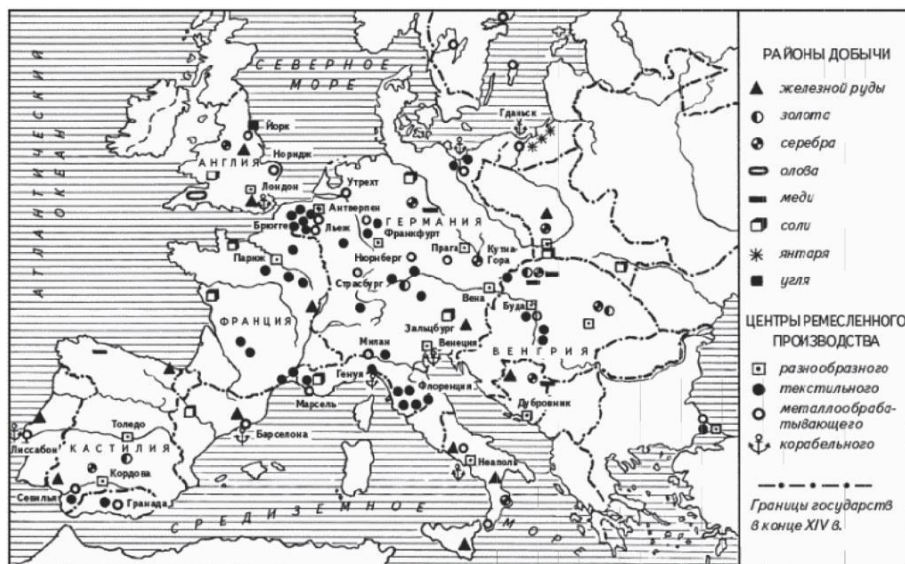 АТЛАНТИЧЕСКИЙ
ОКЕАН
СЕВЕРНОЕ
МОРЕ
Гданьск
Йорк
АНГЛИЯ
Норидж
Лондон
Утрехт
Антверпен
ГЕРМАНИЯ
Брюгге
Льеж
Франкфурт
Прага
Кутна-
Гора
Париж
Нюрнберг
Страсбург
Вена
Буда
ФРАНЦИЯ
Зальцбург
ВЕНГРИЯ
Милан
Венеция
Генуя
Флоренция
Марсель
Дубровник
Толедо
Барселона
Лиссабон
КАСТИЛИЯ
Кордова
Неаполь
Севилья
Гранада
СРЕДИЗЕМНОЕ
МОРЕ
РАЙОНЫ ДОБЫЧИ
железной руды
золота
серебра
олова
меди
соли
янтаря
угля
ЦЕНТРЫ РЕМЕСЛЕННОГО
ПРОИЗВОДСТВА
разнообразного
текстильного
металлообраба-
тывающего
корабельного
Границы государств
в конце XIV в.